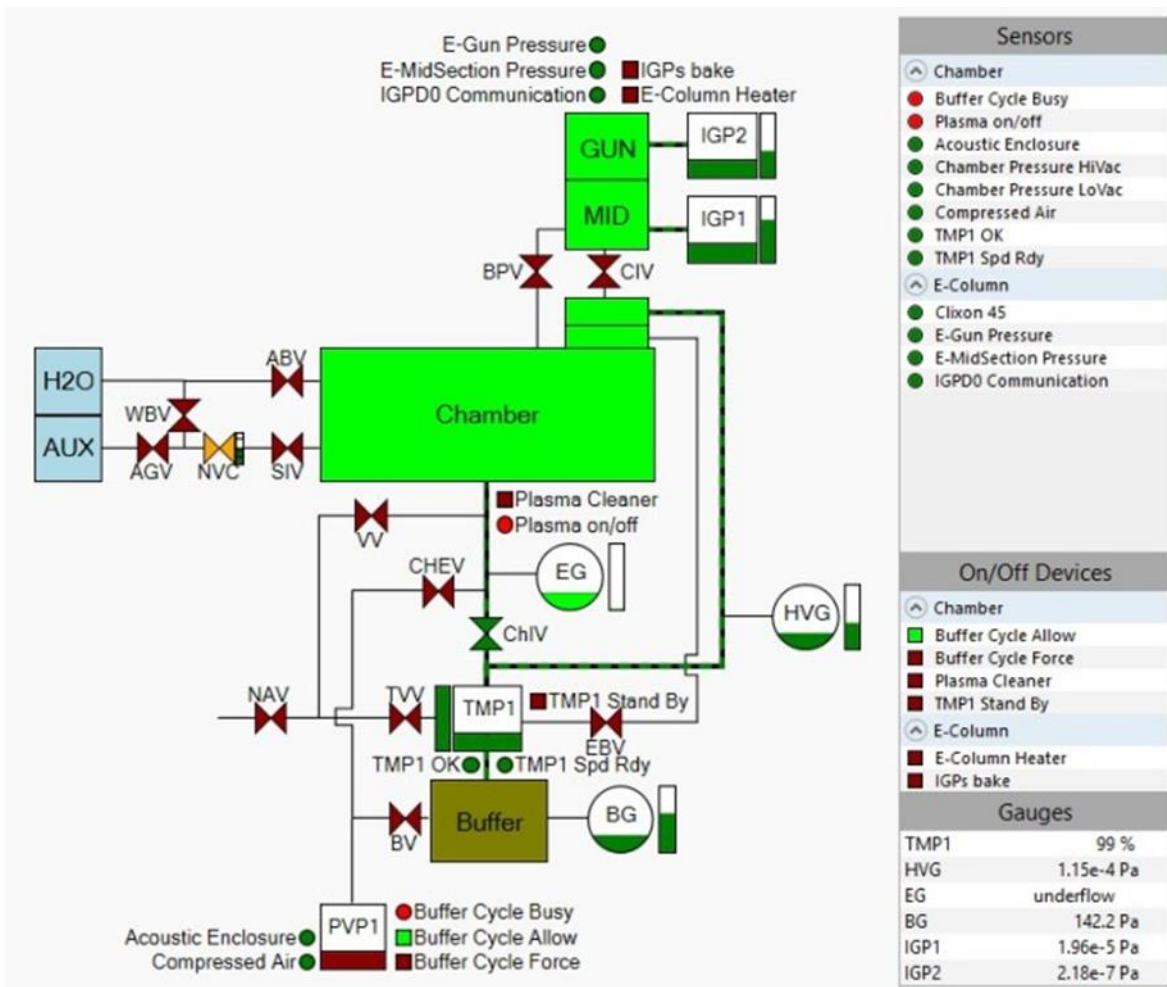 E-Gun Pressure
E-MidSection Pressure
IGPs bake
IGPD0 Communication
E-Column Heater
GUN
IGP2
MID
IGP1
BPV
CIV
H2O
ABV
WBV
Chamber
AUX
AGV
NVC
SIV
Plasma Cleaner
VV
Plasma on/off
CHEV
EG
HVG
ChIV
NAV
TVV
TMP1
TMP1 Stand By
EBV
TMP1 OK
TMP1 Spd Rdy
Buffer
BG
BV
PVP1
Buffer Cycle Busy
Acoustic Enclosure
Buffer Cycle Allow
Compressed Air
Buffer Cycle Force
Sensors
Chamber
Buffer Cycle Busy
Plasma on/off
Acoustic Enclosure
Chamber Pressure HiVac
Chamber Pressure LoVac
Compressed Air
TMP1 OK
TMP1 Spd Rdy
E-Column
Clixon 45
E-Gun Pressure
E-MidSection Pressure
IGPD0 Communication
On/Off Devices
Chamber
Buffer Cycle Allow
Buffer Cycle Force
Plasma Cleaner
TMP1 Stand By
E-Column
E-Column Heater
IGPs bake
Gauges
TMP1 99 %
HVG 1.15e-4 Pa
EG underflow
BG 142.2 Pa
IGP1 1.96e-5 Pa
IGP2 2.18e-7 Pa